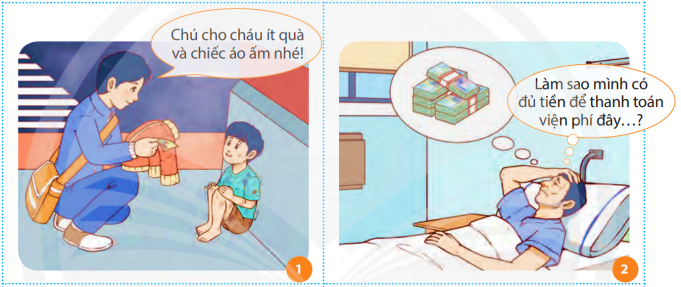 Chú cho cháu ít quà
và chiếc áo ấm nhé!
1
Làm sao mình có
đủ tiền để thanh toán
viện phí đây...?
2